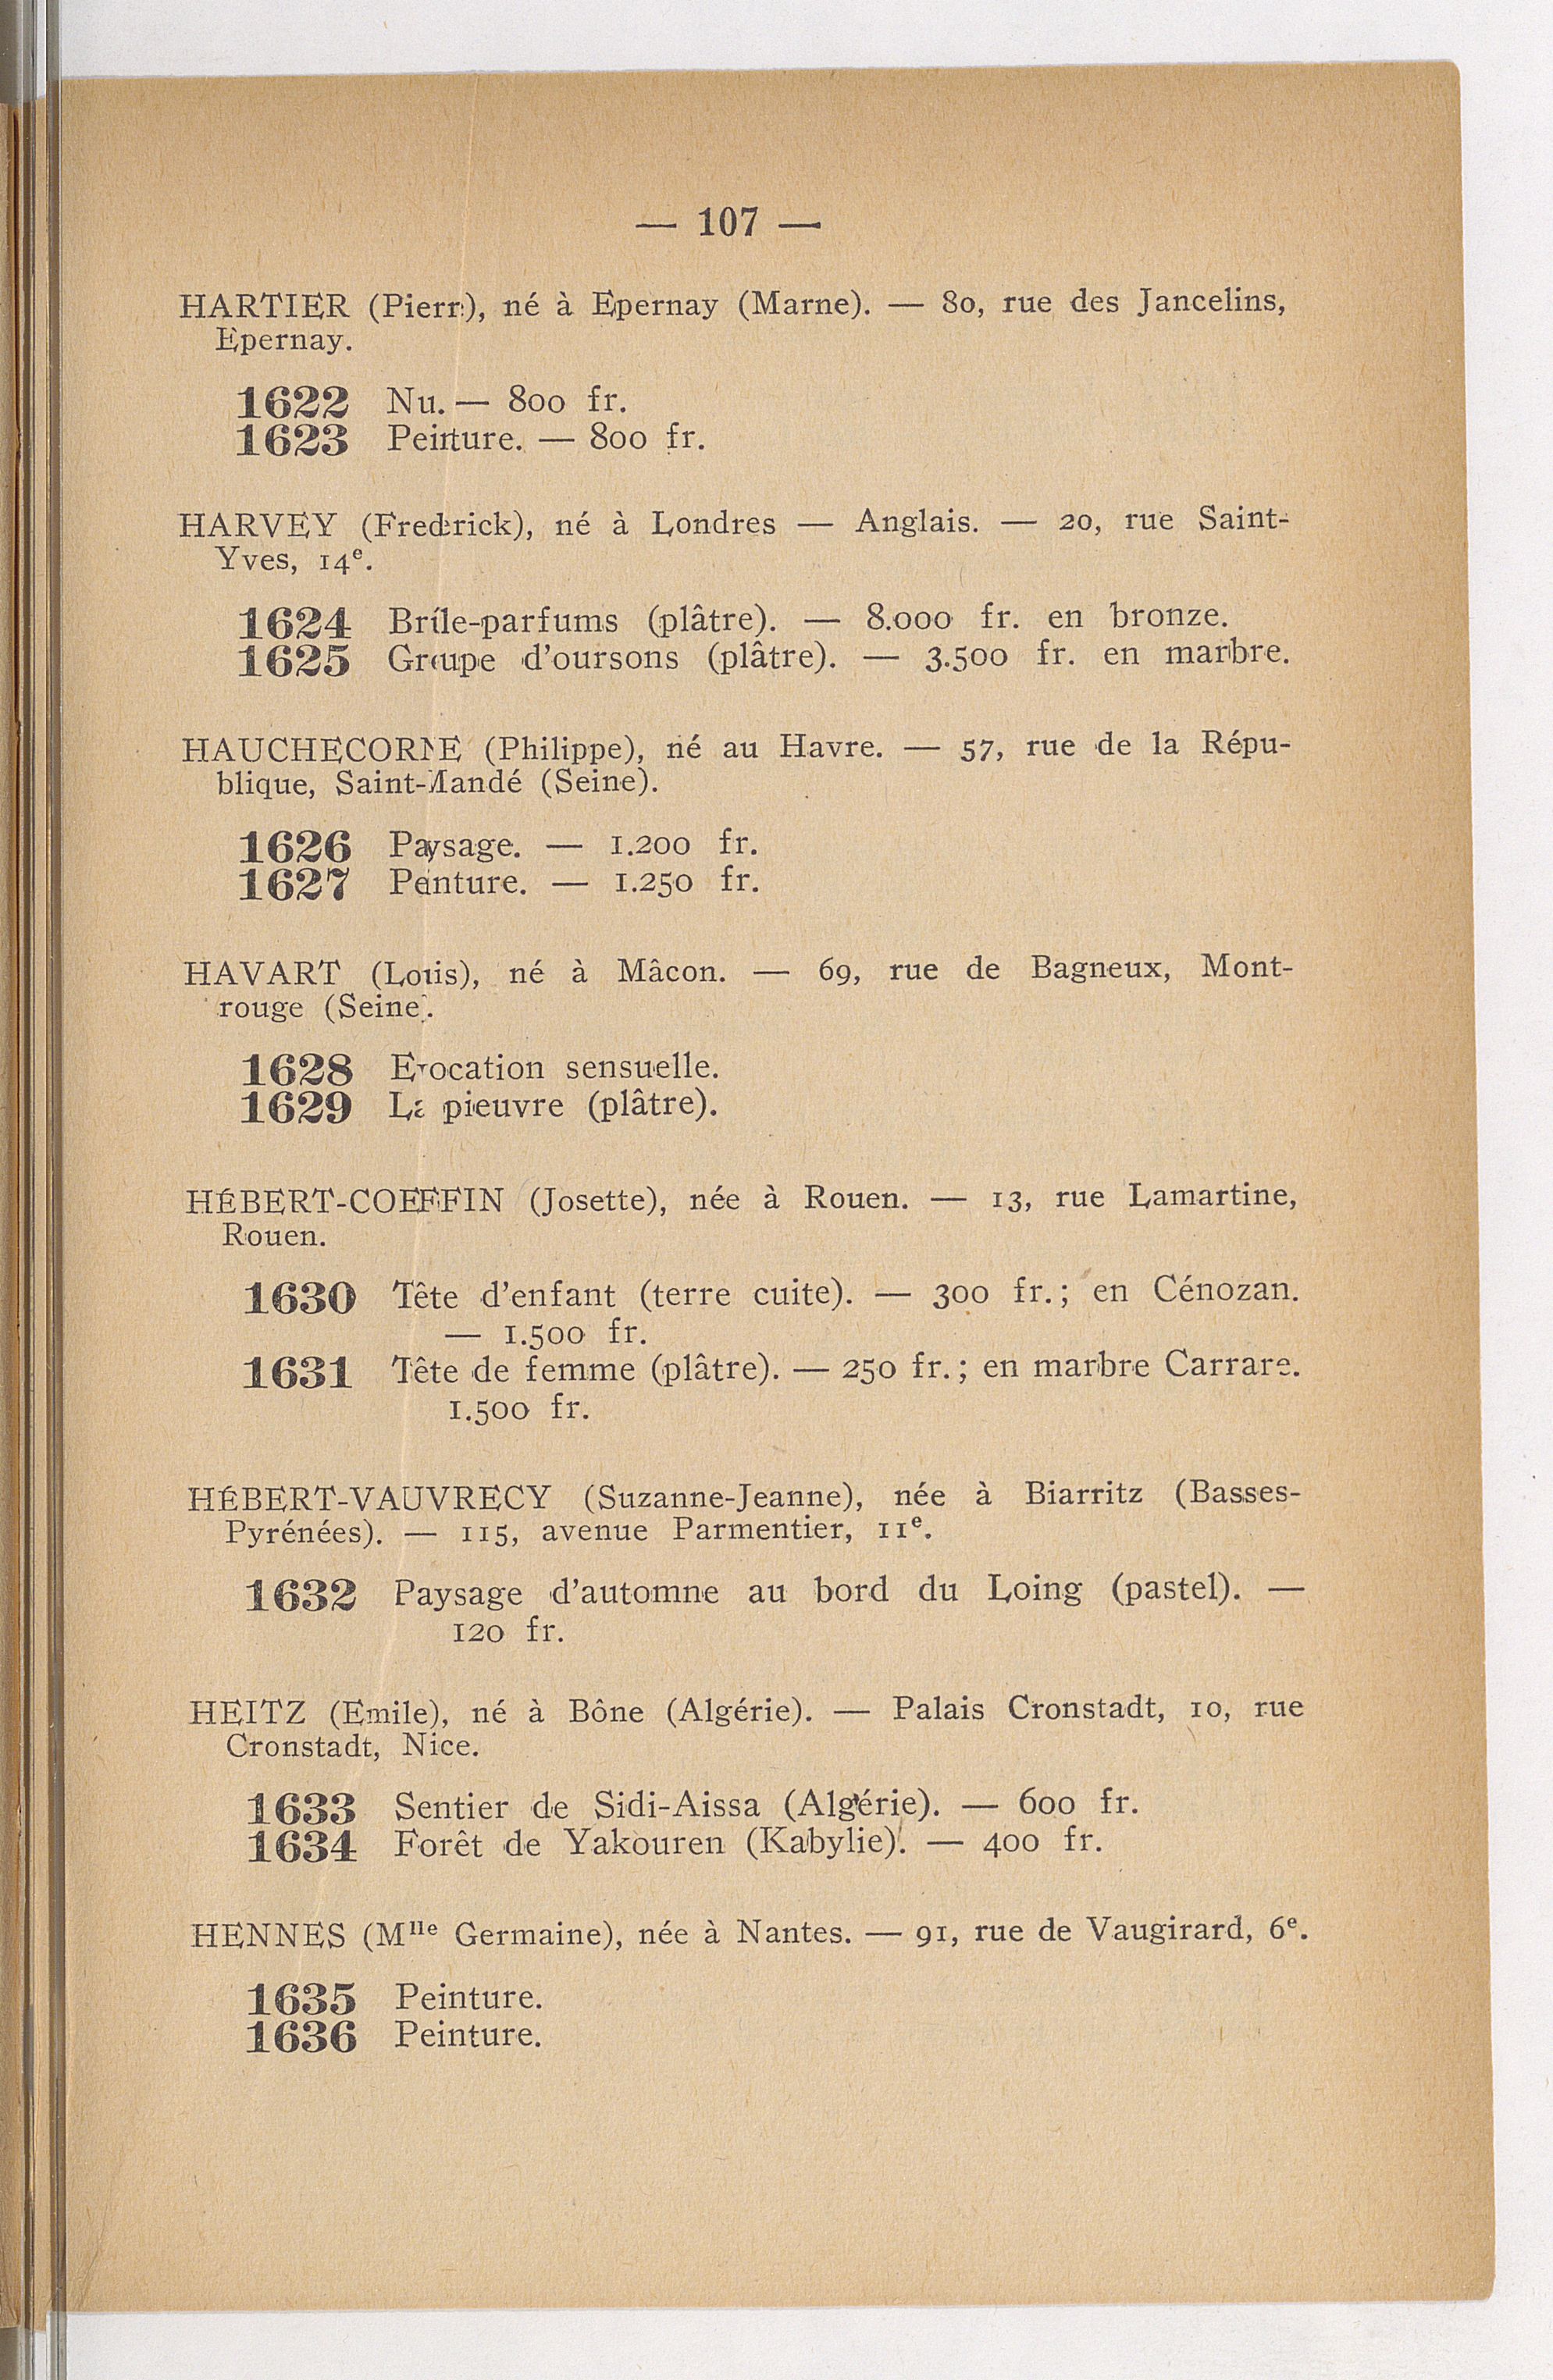 — 107 —
HARTIER (Pierre), né à Epernay (Marne). — 80, rue des Jancelins,
Epernay.
1622 Nu. — 800 fr.
1623 Peinture. — 800 fr.
HARVEY (Frederick), né à Londres — Anglais. — 20, rue Saint-
Yves, 14e.
1624 Brûle-parfums (plâtre). — 8.000 fr. en bronze.
1625 Groupe d'oursons (plâtre). — 3.500 fr. en marbre.
HAUCHECORNE (Philippe), né au Havre. — 57, rue de la Répu-
blique, Saint-Mandé (Seine).
1626 Paysage. — 1.200 fr.
1627 Peinture. — 1.250 fr.
HAVART (Louis), né à Mâcon. — 69, rue de Bagneux, Mont-
rouge (Seine).
1628 Evocation sensuelle.
1629 La pieuvre (plâtre).
HÉBERT-COEFFIN (Josette), née à Rouen. — 13, rue Lamartine,
Rouen.
1630 Tête d'enfant (terre cuite). — 300 fr.; en Cénozan.
— 1.500 fr.
1631 Tête de femme (plâtre). — 250 fr.; en marbre Carrare.
1.500 fr.
HÉBERT-VAUVRECY (Suzanne-Jeanne), née à Biarritz (Basses-
Pyrénées). — 115, avenue Parmentier, 11e.
1632 Paysage d'automne au bord du Loing (pastel). —
120 fr.
HEITZ (Emile), né à Bône (Algérie). — Palais Cronstadt, 10, rue
Cronstadt, Nice.
1633 Sentier de Sidi-Aissa (Algérie). — 600 fr.
1634 Forêt de Yakouren (Kabylie). — 400 fr.
HENNES (Mlle Germaine), née à Nantes. — 91, rue de Vaugirard, 6e.
1635 Peinture.
1636 Peinture.